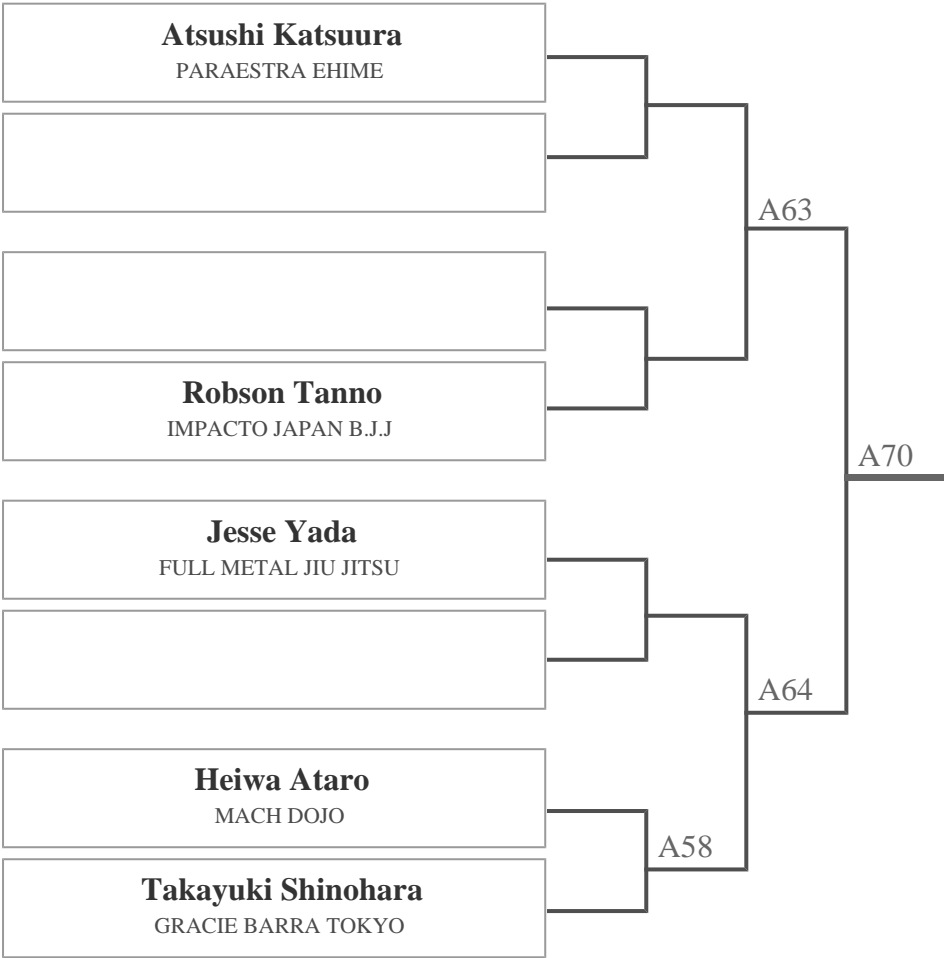 Atsushi Katsuura
PARAESTRA EHIME
A63
Robson Tanno
IMPACTO JAPAN B.J.J
A70
Jesse Yada
FULL METAL JIU JITSU
A64
Heiwa Ataro
MACH DOJO
A58
Takayuki Shinohara
GRACIE BARRA TOKYO